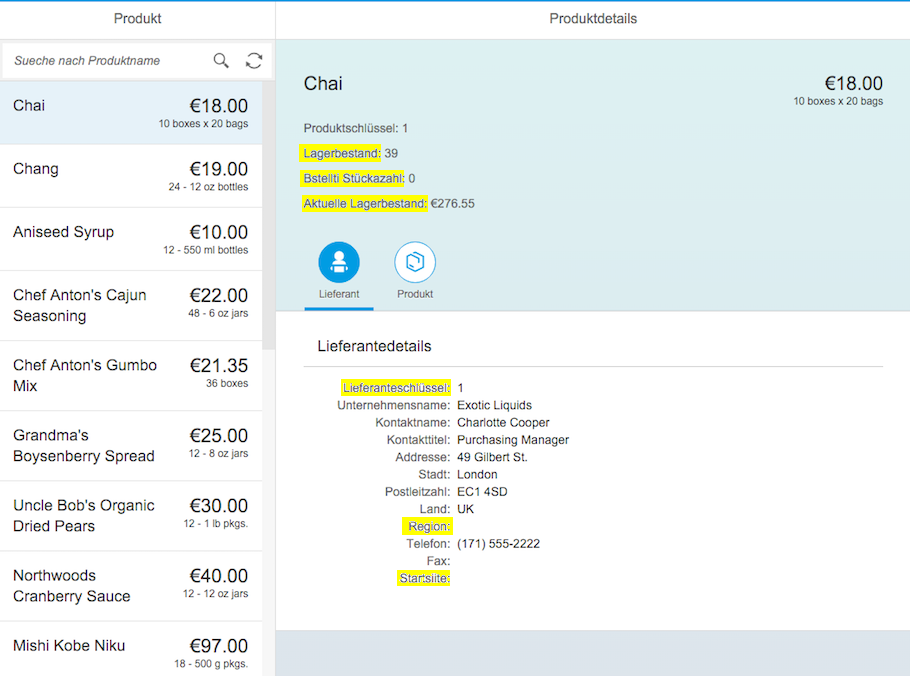 Produkt
Produktdetails
Sueche nach Produktname
Chai
€18.00
10 boxes x 20 bags
Chang
€19.00
24 - 12 oz bottles
Aniseed Syrup
€10.00
12 - 550 ml bottles
Chef Anton's Cajun
Seasoning
€22.00
48 - 6 oz jars
Chef Anton's Gumbo
Mix
€21.35
36 boxes
Grandma's
Boysenberry Spread
€25.00
12 - 8 oz jars
Uncle Bob's Organic
Dried Pears
€30.00
12 - 1 lb pkgs.
Northwoods
Cranberry Sauce
€40.00
12 - 12 oz jars
Mishi Kobe Niku
€97.00
18 - 500 g pkgs.
Chai
€18.00
10 boxes x 20 bags
Produktschlüssel: 1
Lagerbestand: 39
Bstellti Stückazahl: 0
Aktuelle Lagerbestand: €276.55
Lieferant
Produkt
Lieferantedetails
Lieferanteschlüssel: 1
Unternehmensname: Exotic Liquids
Kontaktname: Charlotte Cooper
Kontakttitel: Purchasing Manager
Addresse: 49 Gilbert St.
Stadt: London
Postleitzahl: EC1 4SD
Land: UK
Region:
Telefon: (171) 555-2222
Fax:
Startsiite: